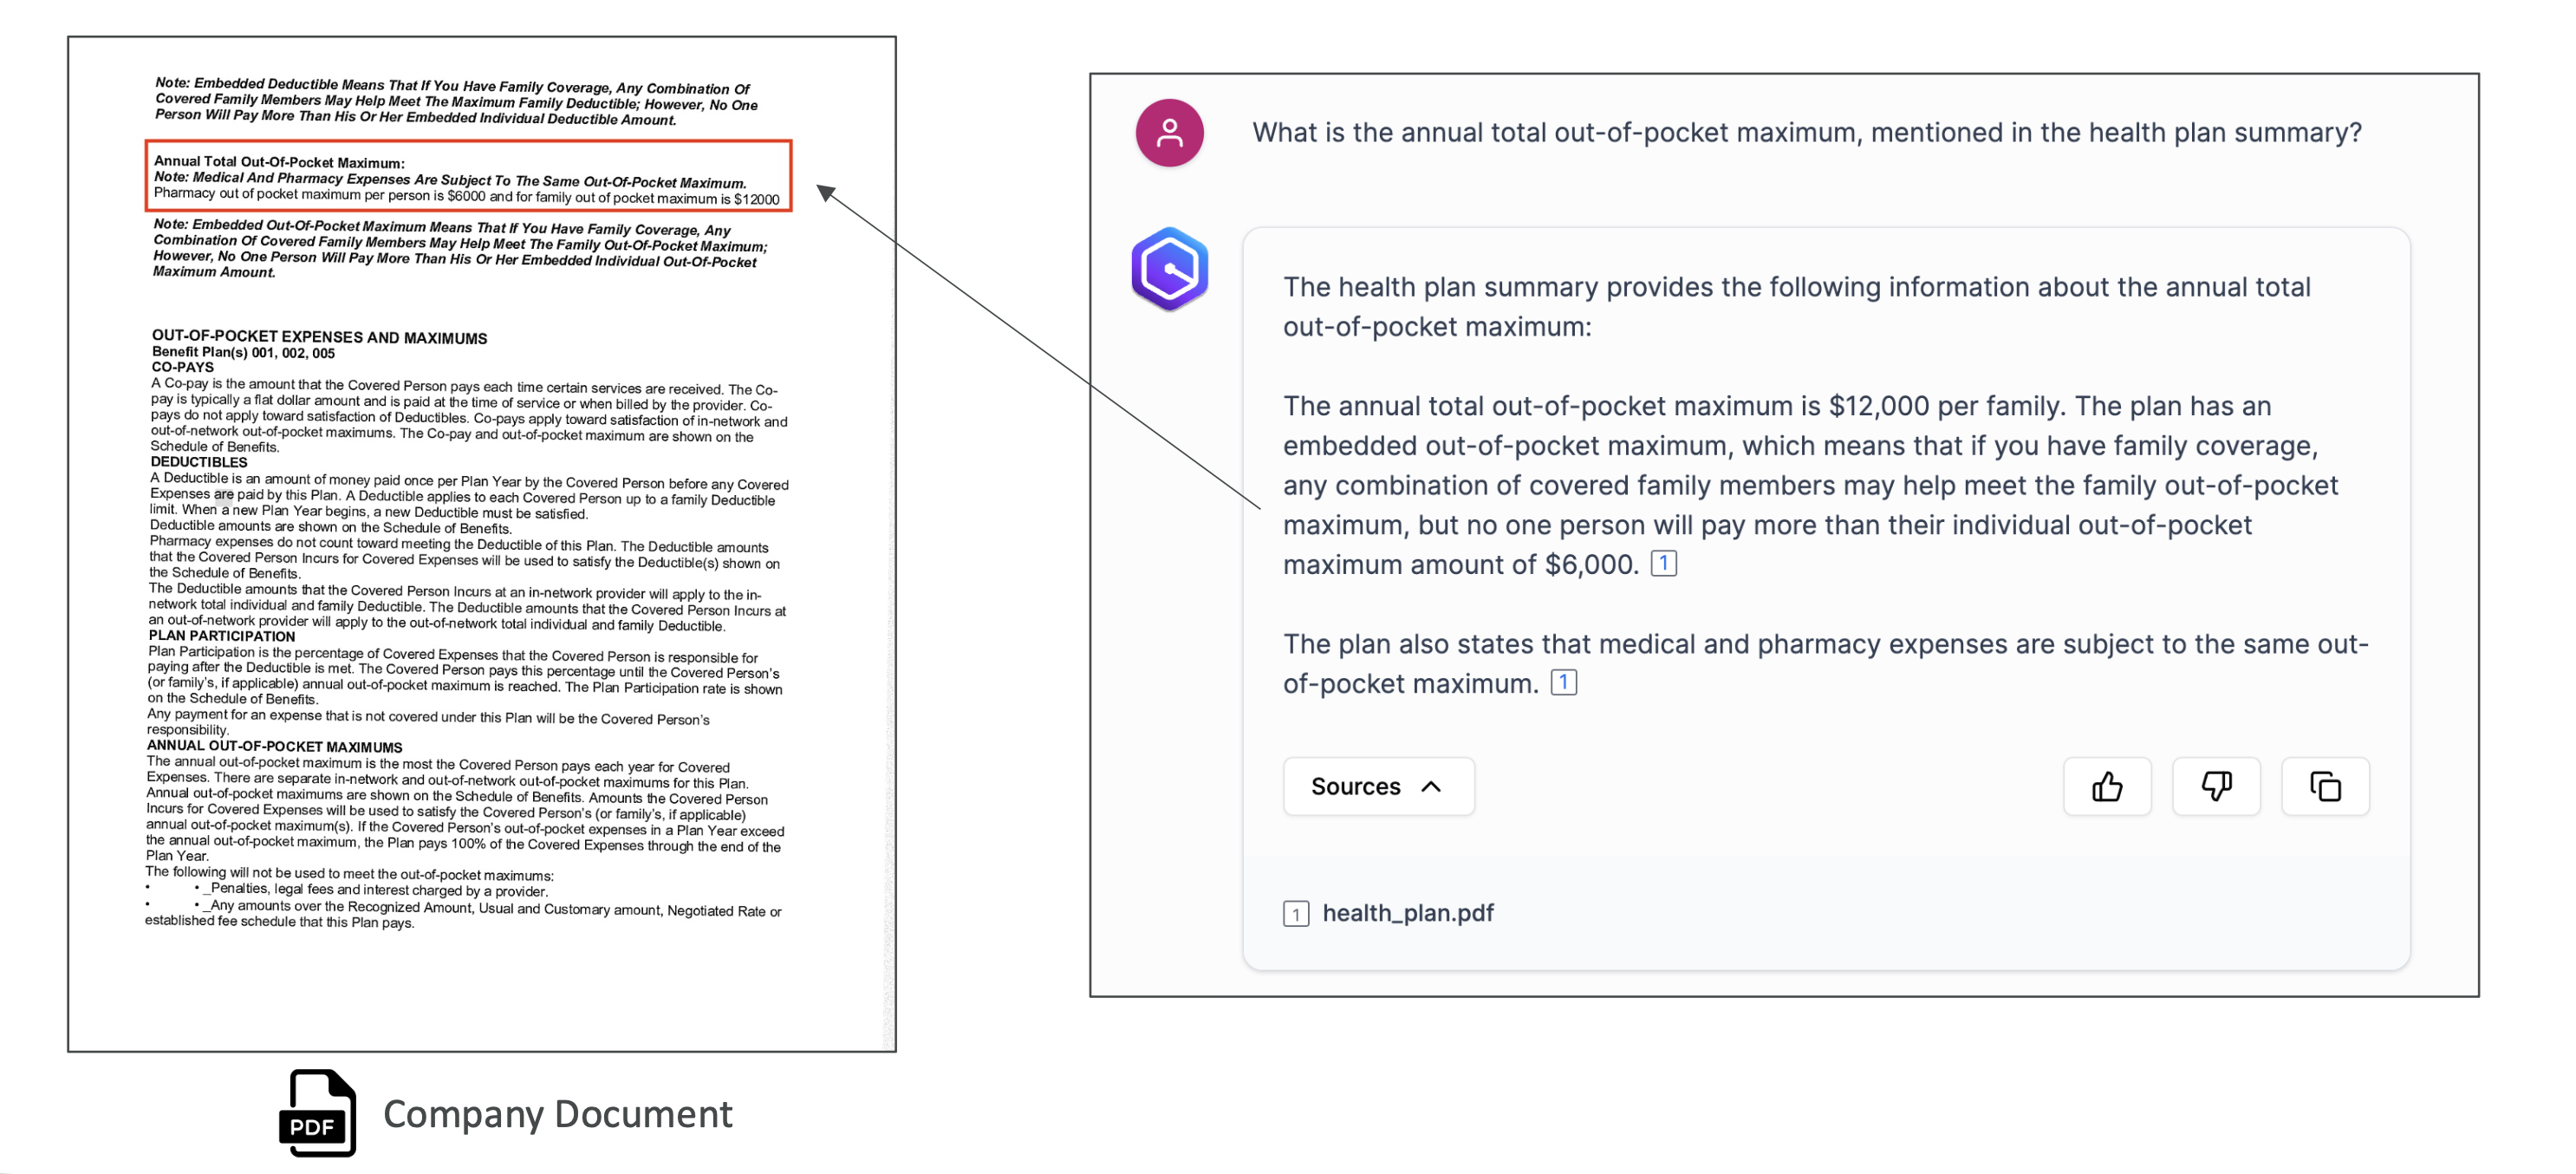 Note: Embedded Deductible Means That If You Have Family Coverage, Any Combination Of
Covered Family Members May Help Meet The Maximum Family Deductible; However, No One
Person Will Pay More Than His Or Her Embedded Individual Deductible Amount.
Annual Total Out-Of-Pocket Maximum:
Note: Medical And Pharmacy Expenses Are Subject To The Same Out-Of-Pocket Maximum.
Pharmacy out of pocket maximum per person is $6000 and for family out of pocket maximum is $12000
Note: Embedded Out-Of-Pocket Maximum Means That If You Have Family Coverage, Any
Combination Of Covered Family Members May Help Meet The Family Out-Of-Pocket Maximum;
However, No One Person Will Pay More Than His Or Her Embedded Individual Out-Of-Pocket
Maximum Amount.
OUT-OF-POCKET EXPENSES AND MAXIMUMS
Benefit Plan(s) 001, 002, 005
CO-PAYS
A Co-pay is the amount that the Covered Person pays each time certain services are received. The Co-
pay is typically a flat dollar amount and is paid at the time of service or when billed by the provider. Co-
pays do not apply toward satisfaction of Deductibles. Co-pays apply toward satisfaction of in-network and
out-of-network out-of-pocket maximums. The Co-pay and out-of-pocket maximum are shown on the
Schedule of Benefits.
DEDUCTIBLES
A Deductible is an amount of money paid once per Plan Year by the Covered Person before any Covered
Expenses are paid by this Plan. A Deductible applies to each Covered Person up to a family Deductible
limit. When a new Plan Year begins, a new Deductible must be satisfied.
Deductible amounts are shown on the Schedule of Benefits.
Pharmacy expenses do not count toward meeting the Deductible of this Plan. The Deductible amounts
that the Covered Person Incurs for Covered Expenses will be used to satisfy the Deductible(s) shown on
the Schedule of Benefits.
The Deductible amounts that the Covered Person Incurs at an in-network provider will apply to the in-
network total individual and family Deductible. The Deductible amounts that the Covered Person Incurs at
an out-of-network provider will apply to the out-of-network total individual and family Deductible.
PLAN PARTICIPATION
Plan Participation is the percentage of Covered Expenses that the Covered Person is responsible for
paying after the Deductible is met. The Covered Person pays this percentage until the Covered Person's
(or family's, if applicable) annual out-of-pocket maximum is reached. The Plan Participation rate is shown
on the Schedule of Benefits.
Any payment for an expense that is not covered under this Plan will be the Covered Person's
responsibility.
ANNUAL OUT-OF-POCKET MAXIMUMS
The annual out-of-pocket maximum is the most the Covered Person pays each year for Covered
Expenses. There are separate in-network and out-of-network out-of-pocket maximums for this Plan.
Annual out-of-pocket maximums are shown on the Schedule of Benefits. Amounts the Covered Person
Incurs for Covered Expenses will be used to satisfy the Covered Person's (or family's, if applicable)
annual out-of-pocket maximum(s). If the Covered Person's out-of-pocket expenses in a Plan Year exceed
the annual out-of-pocket maximum, the Plan pays 100% of the Covered Expenses through the end of the
Plan Year.
The following will not be used to meet the out-of-pocket maximums:
• • _Penalties, legal fees and interest charged by a provider.
• • _Any amounts over the Recognized Amount, Usual and Customary amount, Negotiated Rate or
established fee schedule that this Plan pays.
PDF Company Document
What is the annual total out-of-pocket maximum, mentioned in the health plan summary?
The health plan summary provides the following information about the annual total
out-of-pocket maximum:
The annual total out-of-pocket maximum is $12,000 per family. The plan has an
embedded out-of-pocket maximum, which means that if you have family coverage,
any combination of covered family members may help meet the family out-of-pocket
maximum, but no one person will pay more than their individual out-of-pocket
maximum amount of $6,000. 1
The plan also states that medical and pharmacy expenses are subject to the same out-
of-pocket maximum. 1
Sources
1 health_plan.pdf